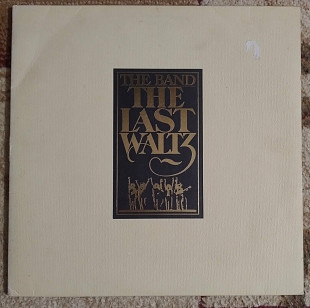 THE BAND
THE
LAST
WALTZ